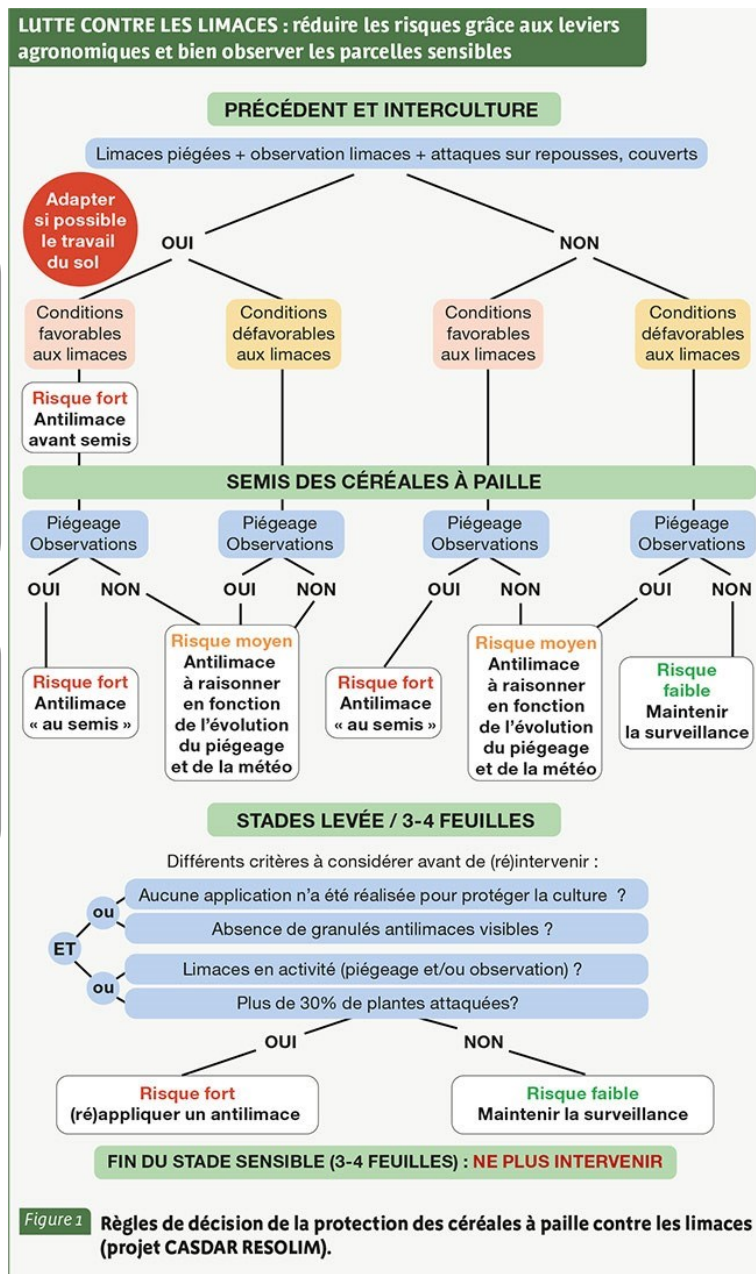 LUTTE CONTRE LES LIMACES : réduire les risques grâce aux leviers
agronomiques et bien observer les parcelles sensibles
PRÉCÉDENT ET INTERCULTURE
Limaces piégées + observation limaces + attaques sur repousses, couverts
Adapter
si possible
le travail
du sol
OUI
NON
Conditions
favorables
aux limaces
Conditions
défavorables
aux limaces
Conditions
favorables
aux limaces
Conditions
défavorables
aux limaces
Risque fort
Antilimace
avant semis
SEMIS DES CÉRÉALES À PAILLE
Piégeage
Observations
Piégeage
Observations
Piégeage
Observations
Piégeage
Observations
OUI NON
OUI NON
OUI NON
OUI NON
Risque fort
Antilimace
« au semis »
Risque moyen
Antilimace
à raisonner
en fonction
de l'évolution
du piégeage
et de la météo
Risque fort
Antilimace
« au semis »
Risque moyen
Antilimace
à raisonner
en fonction
de l'évolution
du piégeage
et de la météo
Risque
faible
Maintenir
la surveillance
STADES LEVÉE / 3-4 FEUILLES
Différents critères à considérer avant de (ré)intervenir :
Aucune application n'a été réalisée pour protéger la culture ?
ou
Absence de granulés antilimaces visibles ?
ET
Limaces en activité (piégeage et/ou observation) ?
ou
Plus de 30% de plantes attaquées?
OUI
NON
Risque fort
(ré)appliquer un antilimace
Risque faible
Maintenir la surveillance
FIN DU STADE SENSIBLE (3-4 FEUILLES) : NE PLUS INTERVENIR
Figure 1 Règles de décision de la protection des céréales à paille contre les limaces
(projet CASDAR RESOLIM).